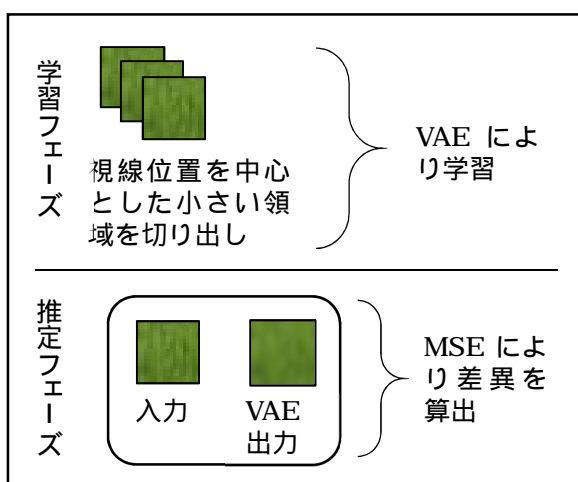 学習フェーズ
視線位置を中心
とした小さい領
域を切り出し
VAE によ
り学習
推定フェーズ
入力
VAE
出力
MSE によ
り差異を
算出